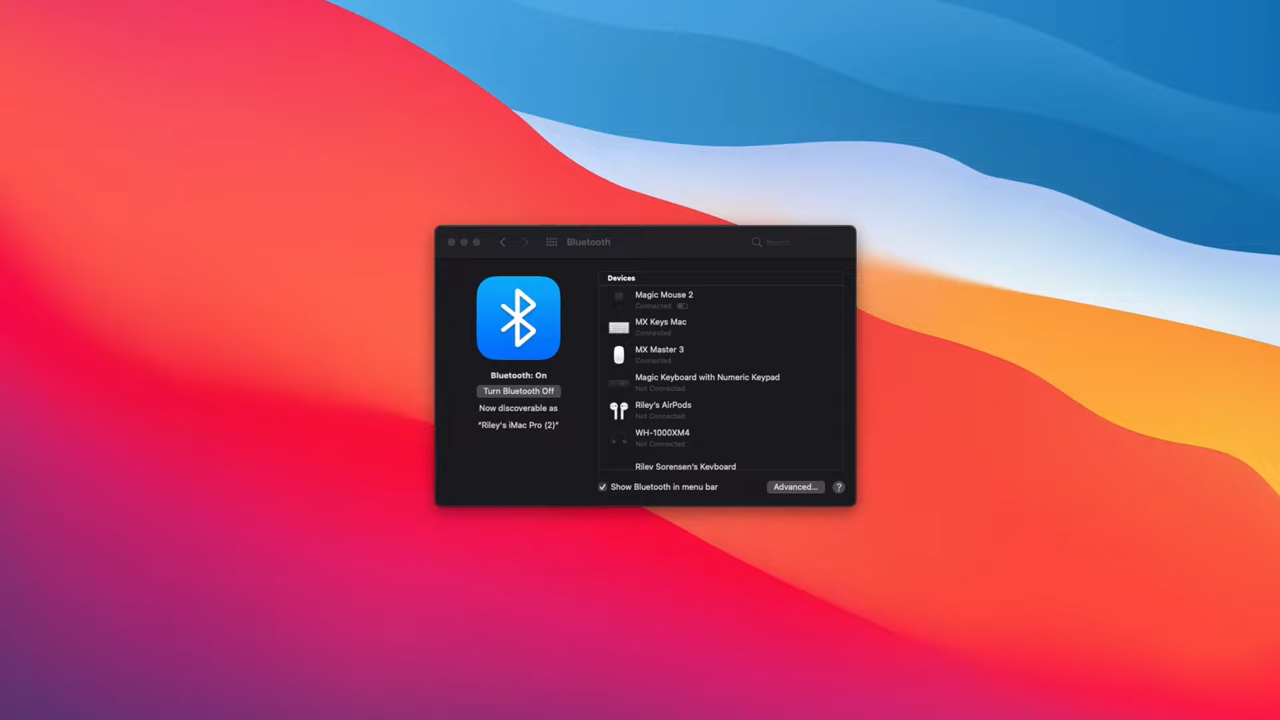 Bluetooth
Search
Devices
Magic Mouse 2
Connected
MX Keys Mac
Connected
MX Master 3
Connected
Magic Keyboard with Numeric Keypad
Not Connected
Riley's AirPods
Not Connected
WH-1000XM4
Not Connected
Riley Sorensen's Keyboard
Bluetooth: On
Turn Bluetooth Off
Now discoverable as
"Riley's iMac Pro (2)"
Show Bluetooth in menu bar
Advanced...
?